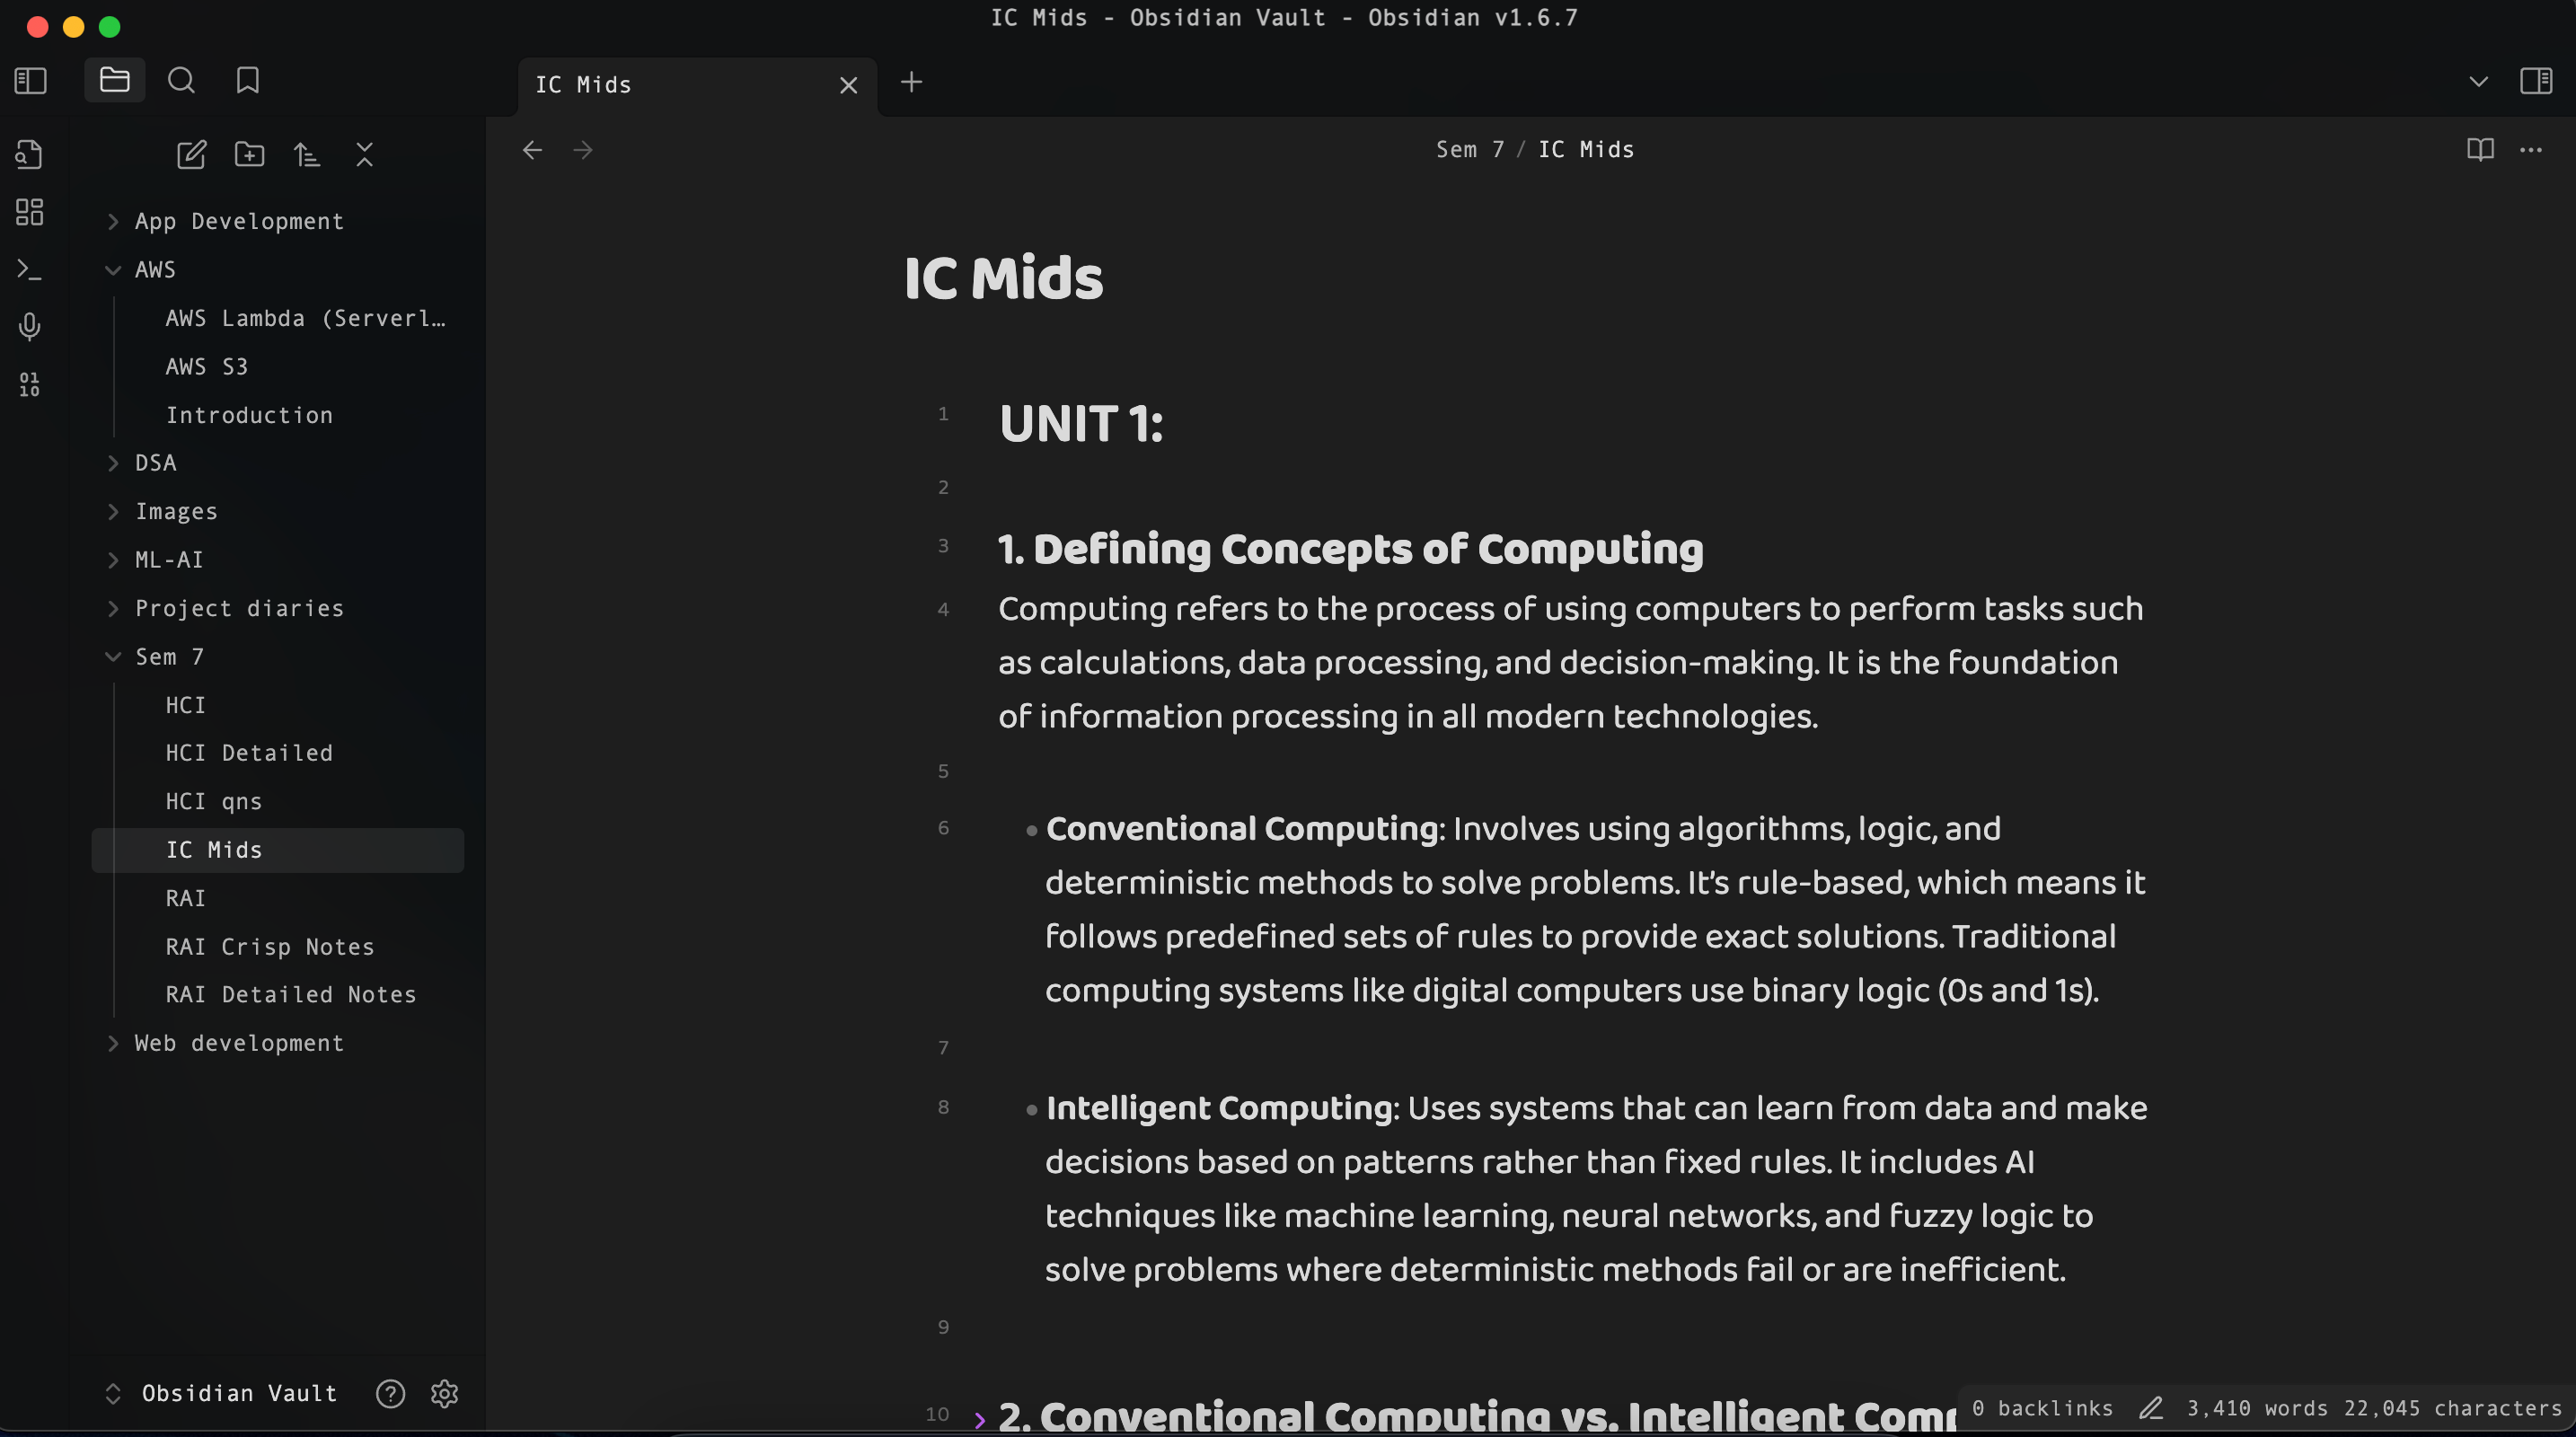 IC Mids - Obsidian Vault - Obsidian v1.6.7
IC Mids
Sem 7 / IC Mids
App Development
AWS
AWS Lambda (Serverl…
AWS S3
Introduction
DSA
Images
ML-AI
Project diaries
Sem 7
HCI
HCI Detailed
HCI qns
IC Mids
RAI
RAI Crisp Notes
RAI Detailed Notes
Web development
Obsidian Vault
IC Mids
1 UNIT 1:
2
3 1. Defining Concepts of Computing
4 Computing refers to the process of using computers to perform tasks such
as calculations, data processing, and decision-making. It is the foundation
of information processing in all modern technologies.
5
6 • Conventional Computing: Involves using algorithms, logic, and
deterministic methods to solve problems. It's rule-based, which means it
follows predefined sets of rules to provide exact solutions. Traditional
computing systems like digital computers use binary logic (0s and 1s).
7
8 • Intelligent Computing: Uses systems that can learn from data and make
decisions based on patterns rather than fixed rules. It includes AI
techniques like machine learning, neural networks, and fuzzy logic to
solve problems where deterministic methods fail or are inefficient.
9
10 2. Conventional Computing vs. Intelligent Comp
0 backlinks 3,410 words 22,045 characters